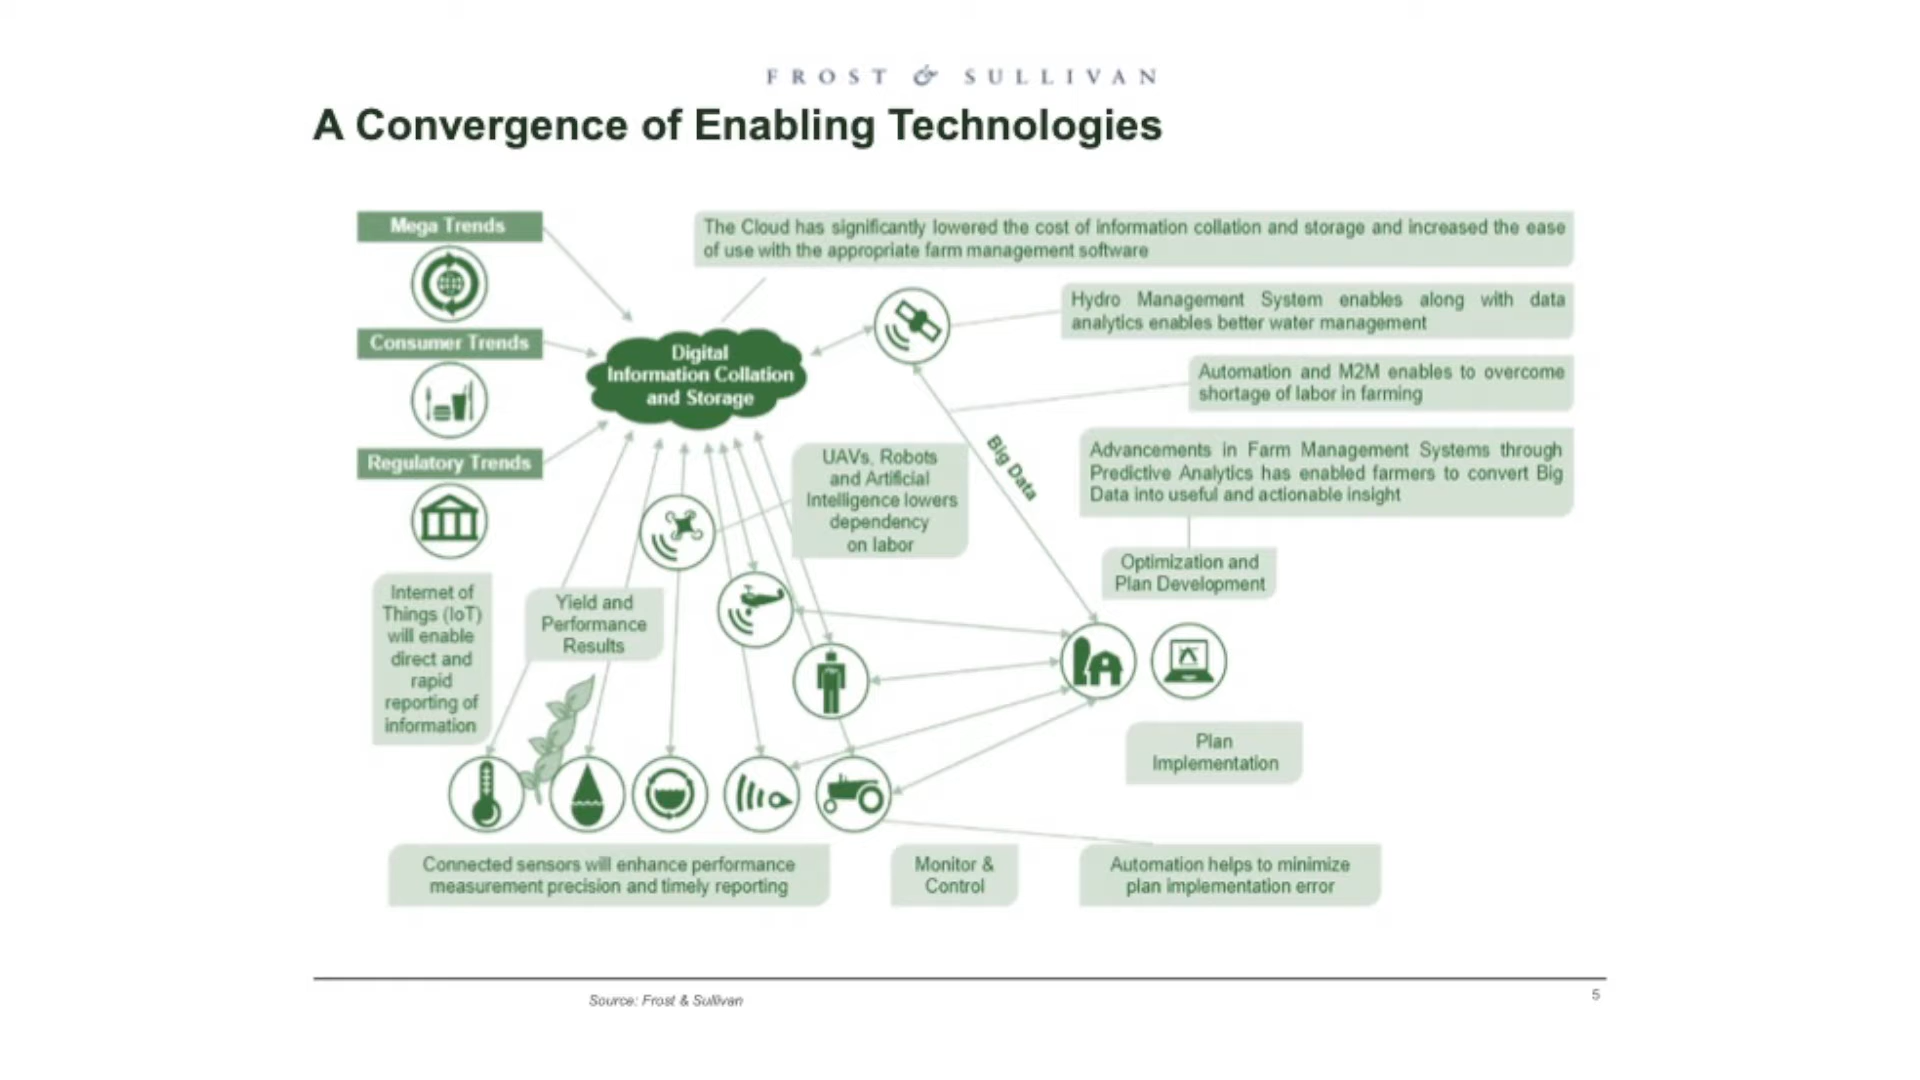 FROST & SULLIVAN
A Convergence of Enabling Technologies
Mega Trends
Consumer Trends
Regulatory Trends
Internet of
Things (IoT)
will enable
direct and
rapid
reporting of
information
The Cloud has significantly lowered the cost of information collation and storage and increased the ease
of use with the appropriate farm management software
Digital
Information Collation
and Storage
Hydro Management System enables along with data
analytics enables better water management
Automation and M2M enables to overcome
shortage of labor in farming
Big Data
Advancements in Farm Management Systems through
Predictive Analytics has enabled farmers to convert Big
Data into useful and actionable insight
UAVs, Robots
and Artificial
Intelligence lowers
dependency
on labor
Optimization and
Plan Development
Yield and
Performance
Results
Plan
Implementation
Connected sensors will enhance performance
measurement precision and timely reporting
Monitor &
Control
Automation helps to minimize
plan implementation error
Source: Frost & Sullivan
5